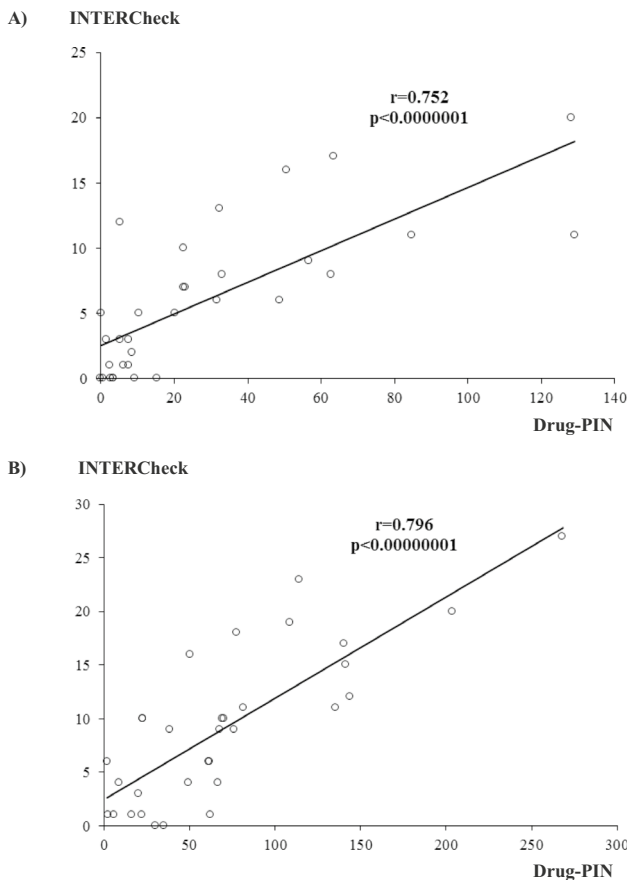 A) INTERCheck
25
20
15
10
5
0
r=0.752
p<0.0000001
0 20 40 60 80 100 120 140
Drug-PIN
B) INTERCheck
30
25
20
15
10
5
0
r=0.796
p<0.00000001
0 50 100 150 200 250 300
Drug-PIN